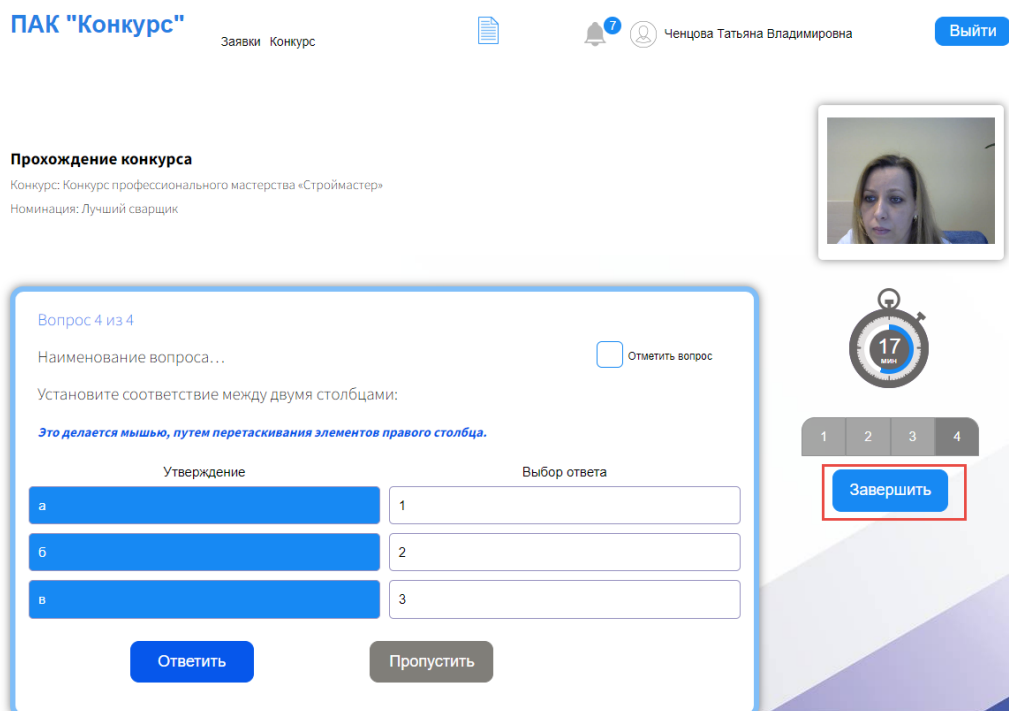 ПАК "Конкурс"
Заявки Конкурс
7
Ченцова Татьяна Владимировна
Выйти
Прохождение конкурса
Конкурс: Конкурс профессионального мастерства «Строймастер»
Номинация: Лучший сварщик
Вопрос 4 из 4
Наименование вопроса...
Отметить вопрос
Установите соответствие между двумя столбцами:
Это делается мышью, путем перетаскивания элементов правого столбца.
Утверждение Выбор ответа
а 1
б 2
в 3
Ответить Пропустить
17
мин
1 2 3 4
Завершить